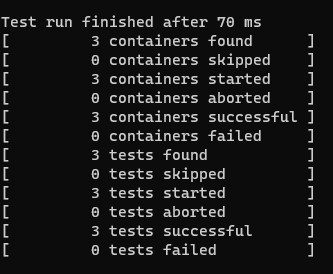 Test run finished after 70 ms
[         3 containers found      ]
[         0 containers skipped    ]
[         3 containers started    ]
[         0 containers aborted    ]
[         3 containers successful ]
[         0 containers failed     ]
[         3 tests found           ]
[         0 tests skipped         ]
[         3 tests started         ]
[         0 tests aborted         ]
[         3 tests successful      ]
[         0 tests failed          ]